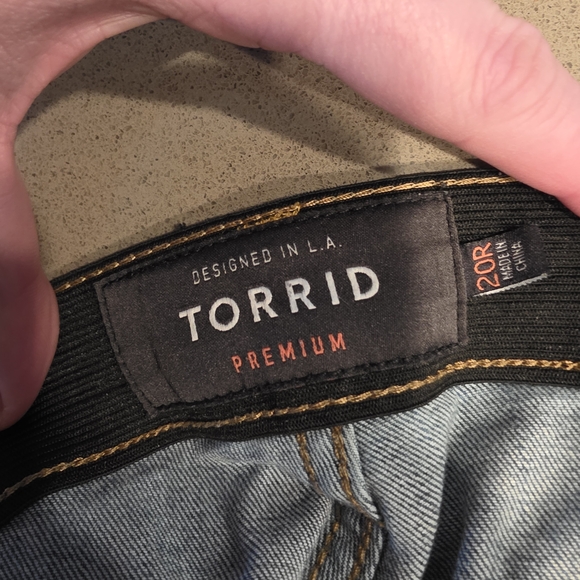 DESIGNED IN L.A.
TORRID
PREMIUM
20R
MADE IN
CHINA